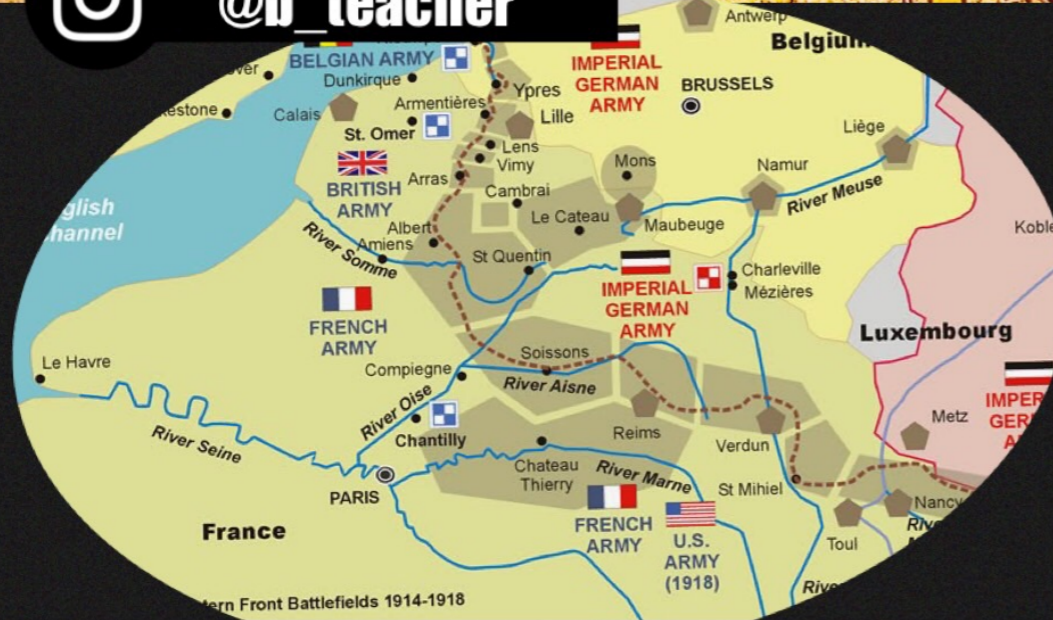 @b_teacher
Antwerp
Belgium
BELGIAN ARMY
IMPERIAL
GERMAN
ARMY
Dunkirque
BRUSSELS
Ypres
Calais
Armentières
Lille
St. Omer
Liège
Lens
Vimy
Mons
Namur
BRITISH
ARMY
Arras
Cambrai
River Meuse
Le Cateau
Maubeuge
Albert
Amiens
River Somme
St Quentin
Charleville
Mézières
IMPERIAL
GERMAN
ARMY
Luxembourg
FRENCH
ARMY
Le Havre
Compiegne
Soissons
River Aisne
River Oise
Chantilly
Reims
Verdun
Metz
River Seine
Chateau
Thierry
River Marne
St Mihiel
PARIS
Nancy
France
FRENCH
ARMY
U.S.
ARMY
(1918)
Toul
Front Battlefields 1914-1918